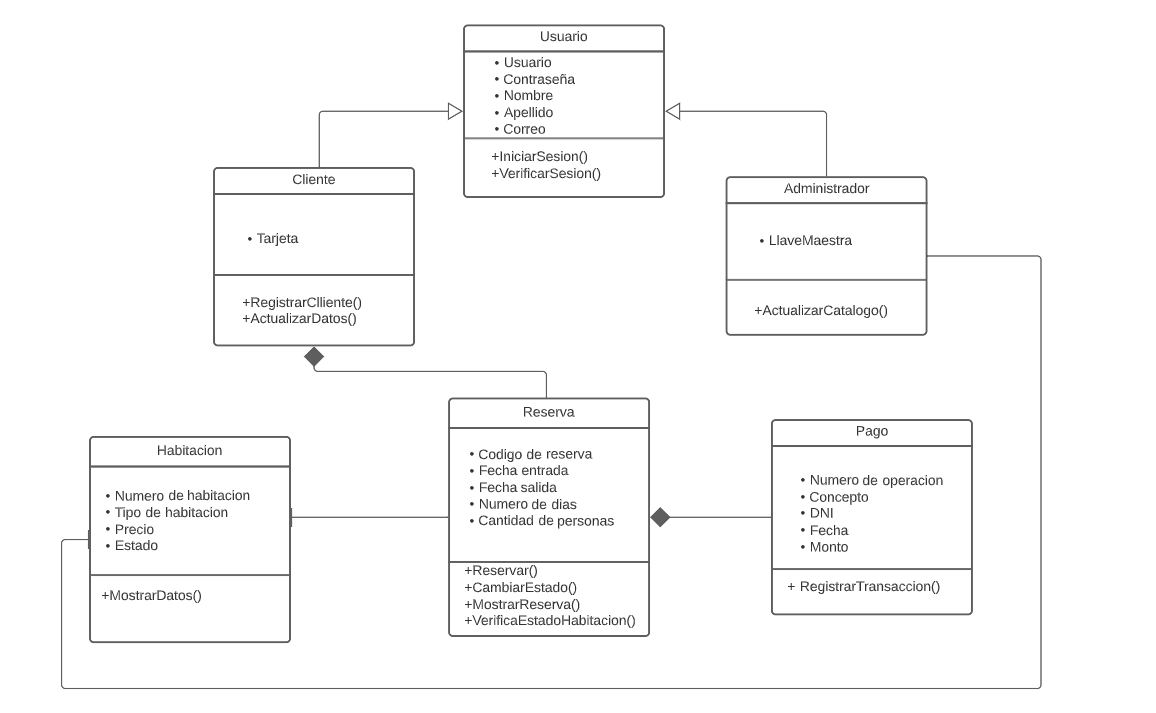 Usuario
• Usuario
• Contraseña
• Nombre
• Apellido
• Correo
+IniciarSesion()
+VerificarSesion()
Cliente
• Tarjeta
+RegistrarClliente()
+ActualizarDatos()
Administrador
• LlaveMaestra
+ActualizarCatalogo()
Habitacion
• Numero de habitacion
• Tipo de habitacion
• Precio
• Estado
+MostrarDatos()
Reserva
• Codigo de reserva
• Fecha entrada
• Fecha salida
• Numero de dias
• Cantidad de personas
+Reservar()
+CambiarEstado()
+MostrarReserva()
+VerificaEstadoHabitacion()
Pago
• Numero de operacion
• Concepto
• DNI
• Fecha
• Monto
+ RegistrarTransaccion()